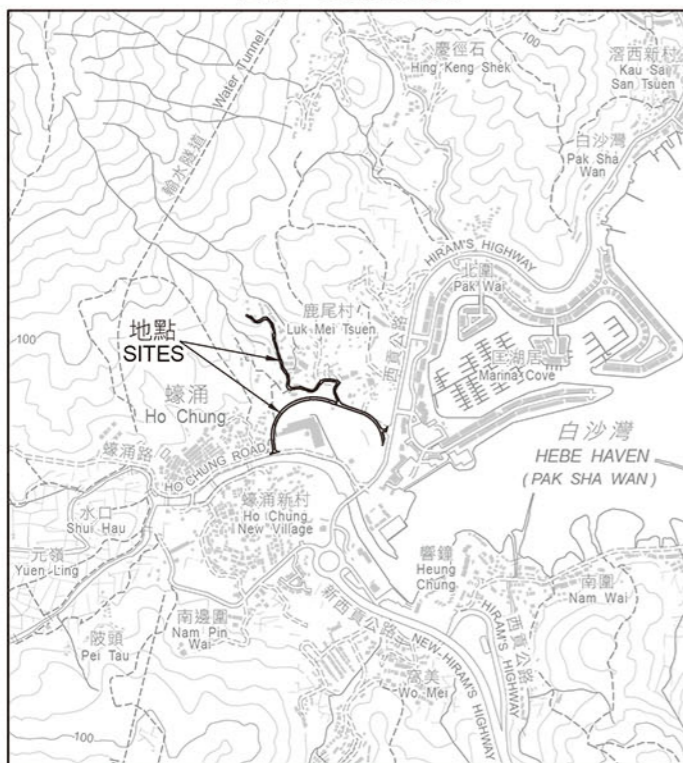 100
慶徑石
Hing Keng Shek
滘西新村
Kau Sai
San Tsuen
輸水隧道
Water Tunnel
白沙灣
Pak Sha
Wan
HIRAM'S HIGHWAY
北圍
Pak Wai
鹿尾村
Luk Mei Tsuen
西貢公路
地點
SITES
100
匡湖居
Marina Cove
蠔涌
Ho Chung
白沙灣
HEBE HAVEN
(PAK SHA WAN)
蠔涌路
HO CHUNG ROAD
水口
Shui Hau
蠔涌新村
Ho Chung
New Village
元嶺
Yuen Ling
響鐘
Heung
Chung
南圍
Nam Wai
南邊圍
Nam Pin
Wai
新西貢公路
NEW HIRAM'S HIGHWAY
HIRAM'S HIGHWAY
西貢公路
陂頭
Pei Tau
窩美
Wo Mei
100